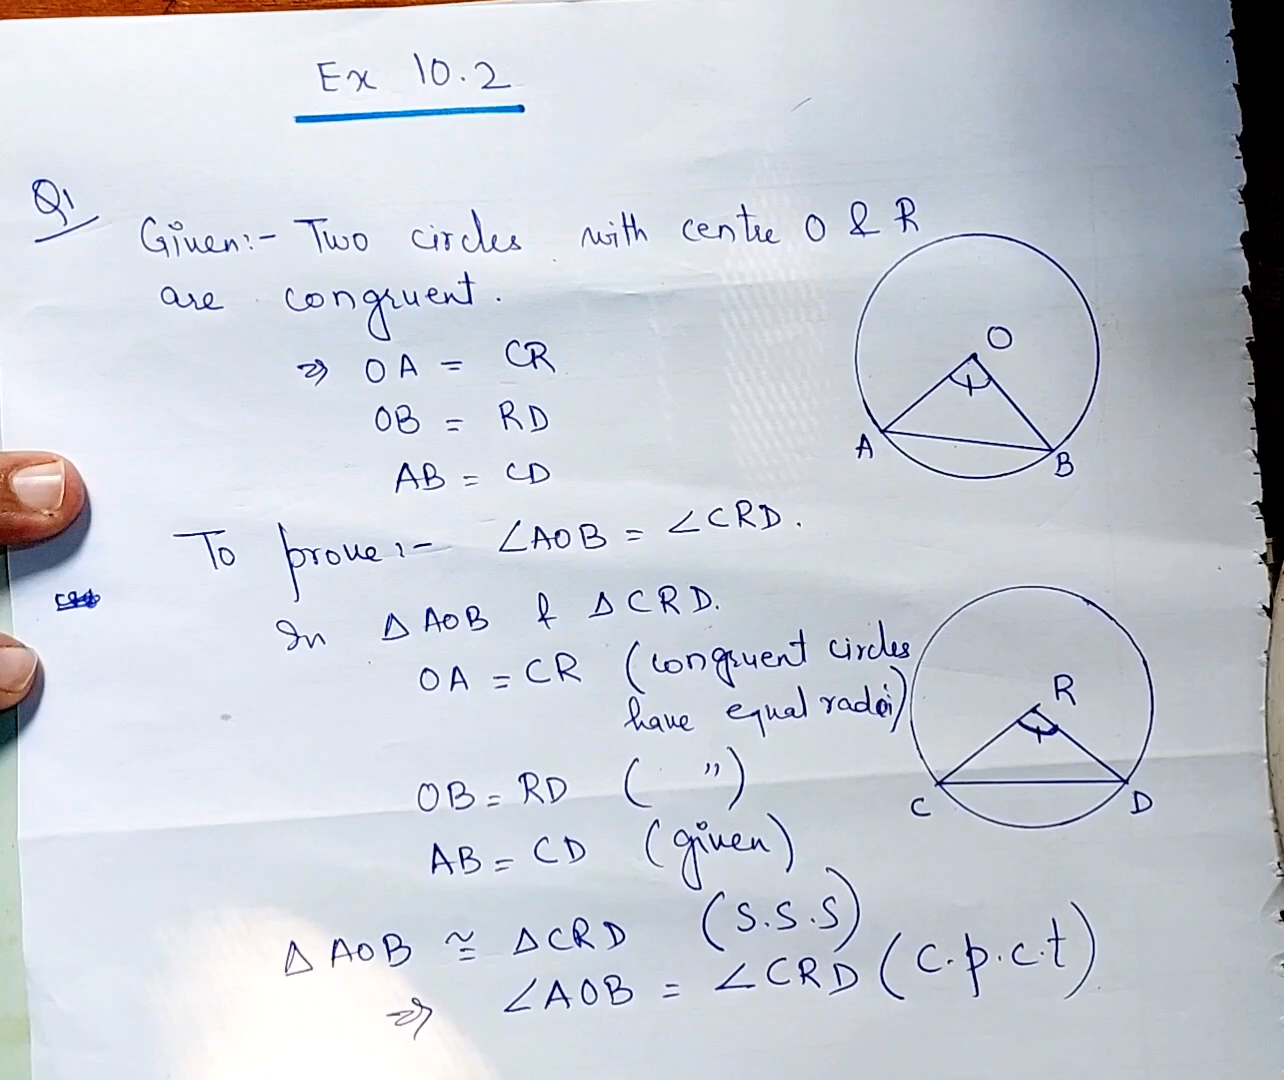 Ex 10.2
Q1
Given:- Two circles with centre O & R
are congruent.
⇒ OA = CR
OB = RD
AB = CD
To prove:- ∠AOB = ∠CRD.
In △AOB & △CRD.
OA = CR (congruent circles
have equal radii)
OB = RD ( " )
AB = CD (given)
△AOB ≅ △CRD (S.S.S)
⇒ ∠AOB = ∠CRD (C.p.c.t)
O
A
B
R
C
D